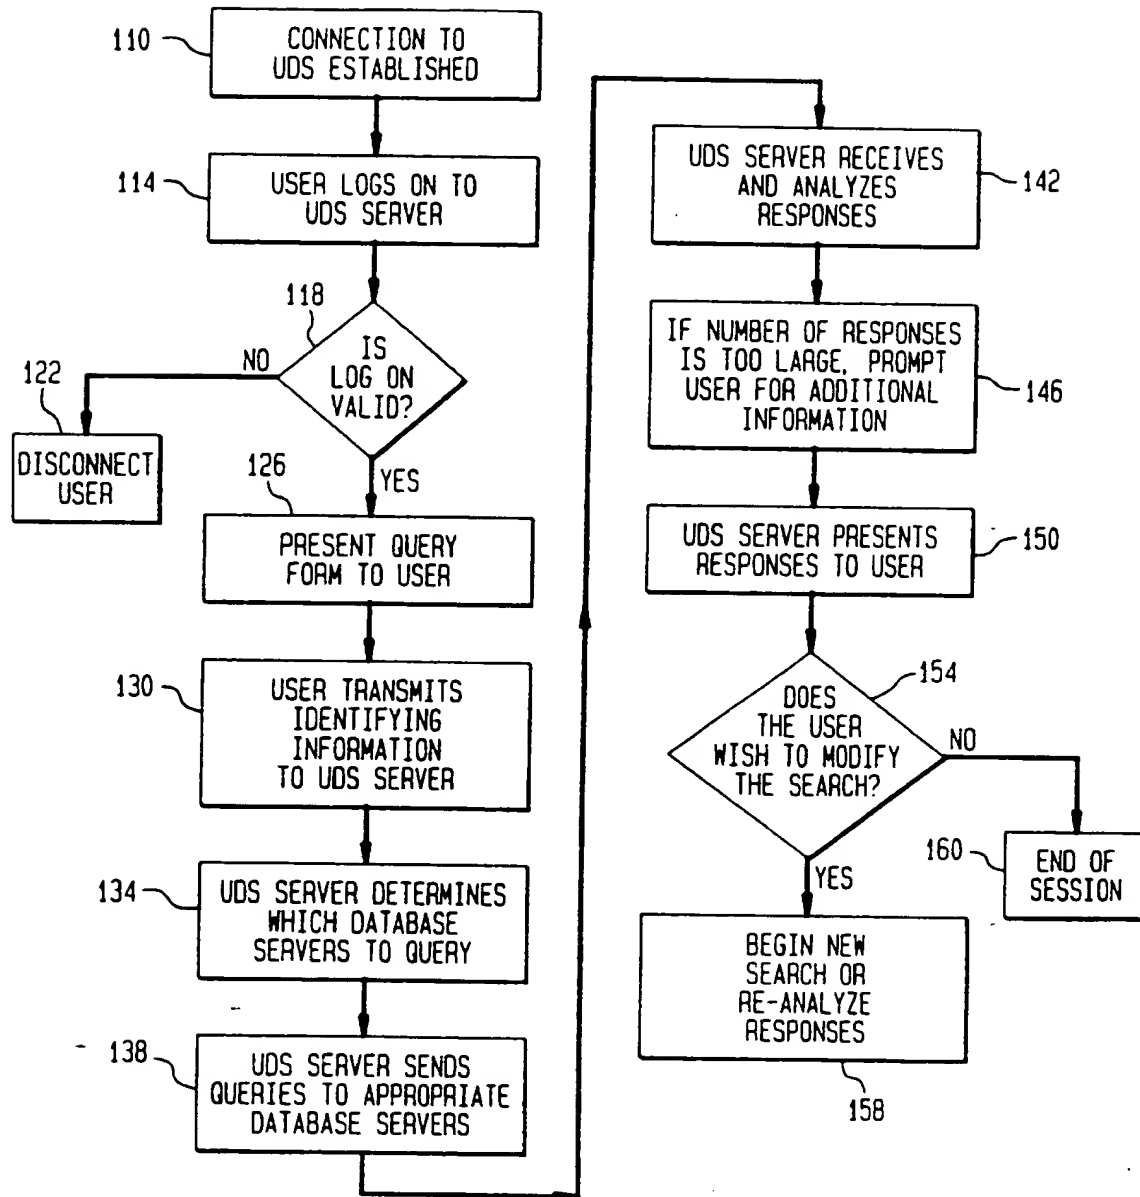 110
CONNECTION TO
UDS ESTABLISHED
114
USER LOGS ON TO
UDS SERVER
118
IS
LOG ON
VALID?
NO
122
DISCONNECT
USER
YES
126
PRESENT QUERY
FORM TO USER
130
USER TRANSMITS
IDENTIFYING
INFORMATION
TO UDS SERVER
134
UDS SERVER DETERMINES
WHICH DATABASE
SERVERS TO QUERY
138
UDS SERVER SENDS
QUERIES TO APPROPRIATE
DATABASE SERVERS
UDS SERVER RECEIVES
AND ANALYZES
RESPONSES
142
IF NUMBER OF RESPONSES
IS TOO LARGE, PROMPT
USER FOR ADDITIONAL
INFORMATION
146
UDS SERVER PRESENTS
RESPONSES TO USER
150
154
DOES
THE USER
WISH TO MODIFY
THE SEARCH?
NO
160
END OF
SESSION
YES
BEGIN NEW
SEARCH OR
RE-ANALYZE
RESPONSES
158